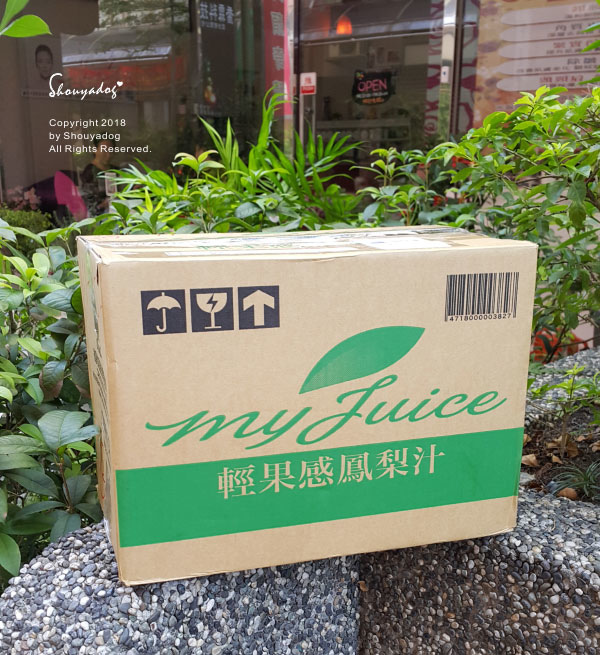 Shouyadog
Copyright 2018
by Shouyadog
All Rights Reserved.
OPEN
4718000003827
my Juice
輕果感鳳梨汁